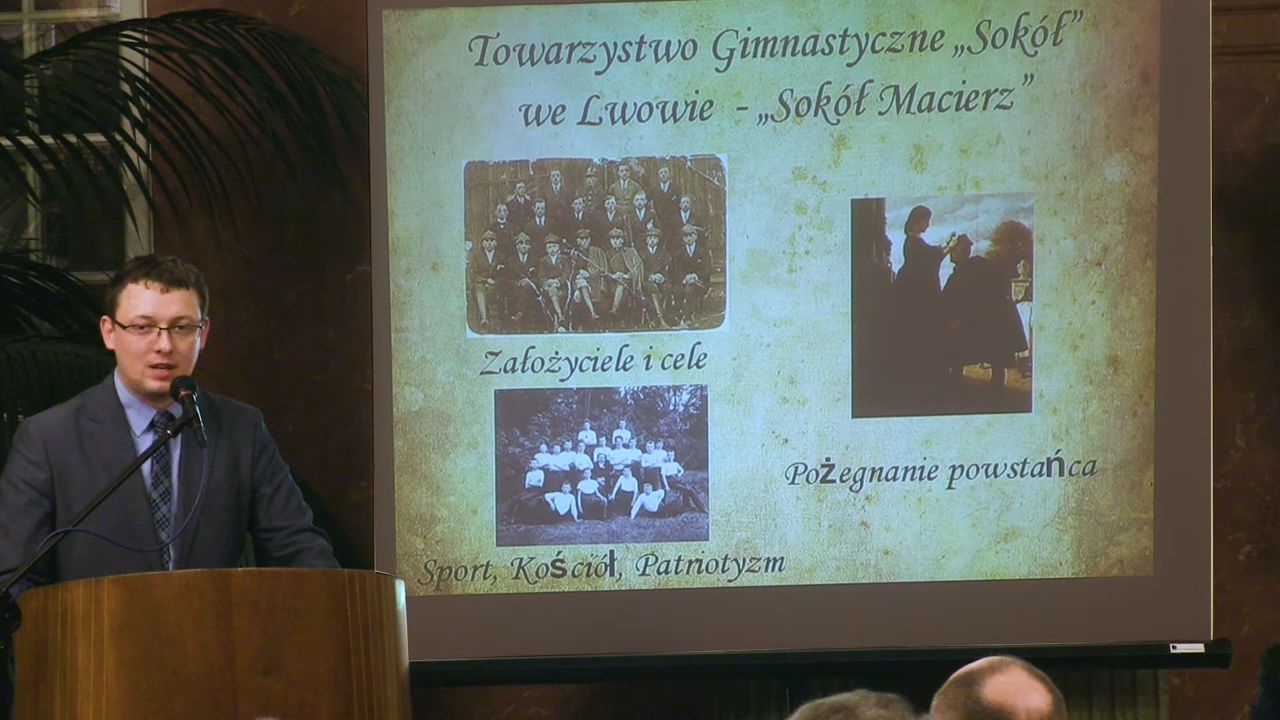 Towarzystwo Gimnastyczne „Sokół”
we Lwowie - „Sokół Macierz”
Założyciele i cele
Pożegnanie powstańca
Sport, Kościół, Patriotyzm